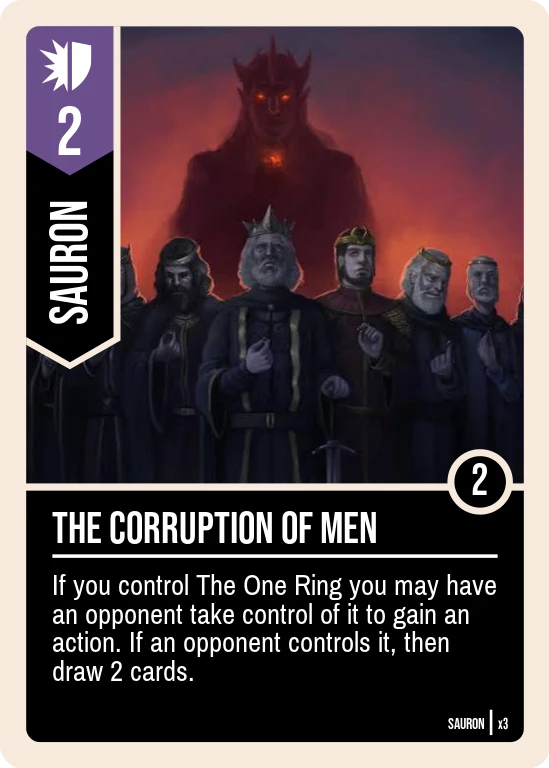 2
SAURON
2
THE CORRUPTION OF MEN
If you control The One Ring you may have
an opponent take control of it to gain an
action. If an opponent controls it, then
draw 2 cards.
SAURON | x3